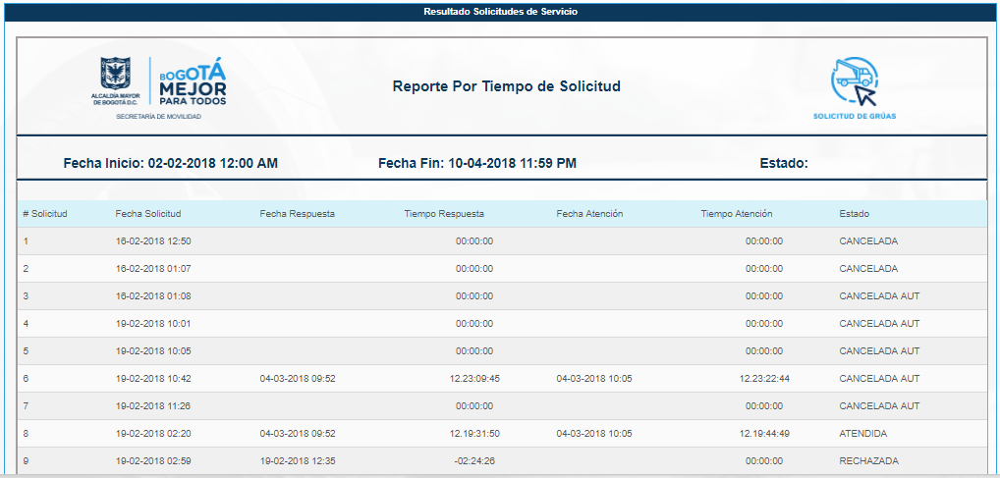 Resultado Solicitudes de Servicio
ALCALDÍA MAYOR
DE BOGOTÁ D.C.
BOGOTÁ
MEJOR
PARA TODOS
SECRETARÍA DE MOVILIDAD
Reporte Por Tiempo de Solicitud
SOLICITUD DE GRÚAS
Fecha Inicio: 02-02-2018 12:00 AM Fecha Fin: 10-04-2018 11:59 PM Estado:
# Solicitud Fecha Solicitud Fecha Respuesta Tiempo Respuesta Fecha Atención Tiempo Atención Estado
1 16-02-2018 12:50 00:00:00 00:00:00 CANCELADA
2 16-02-2018 01:07 00:00:00 00:00:00 CANCELADA
3 16-02-2018 01:08 00:00:00 00:00:00 CANCELADA AUT
4 19-02-2018 10:01 00:00:00 00:00:00 CANCELADA AUT
5 19-02-2018 10:05 00:00:00 00:00:00 CANCELADA AUT
6 19-02-2018 10:42 04-03-2018 09:52 12.23:09:45 04-03-2018 10:05 12.23:22:44 CANCELADA AUT
7 19-02-2018 11:26 00:00:00 00:00:00 CANCELADA AUT
8 19-02-2018 02:20 04-03-2018 09:52 12.19:31:50 04-03-2018 10:05 12.19:44:49 ATENDIDA
9 19-02-2018 02:59 19-02-2018 12:35 -02:24:26 00:00:00 RECHAZADA